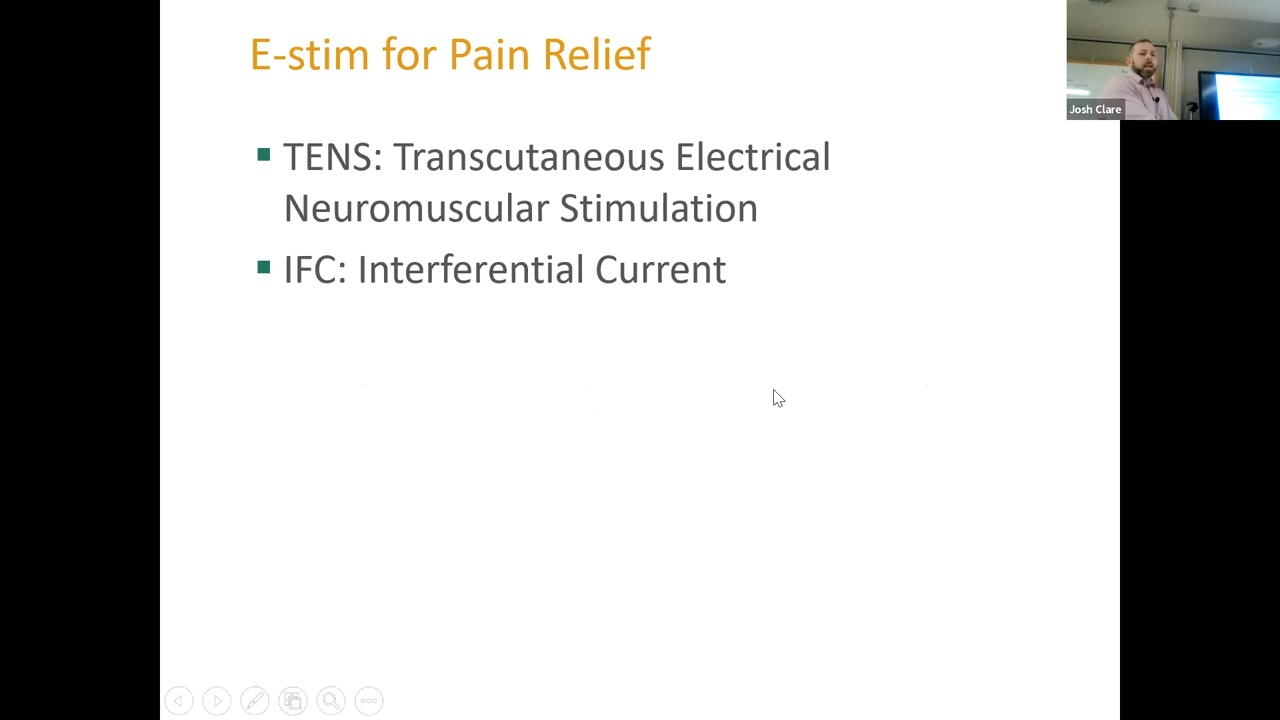 E-stim for Pain Relief
Josh Clare
TENS: Transcutaneous Electrical
Neuromuscular Stimulation
IFC: Interferential Current